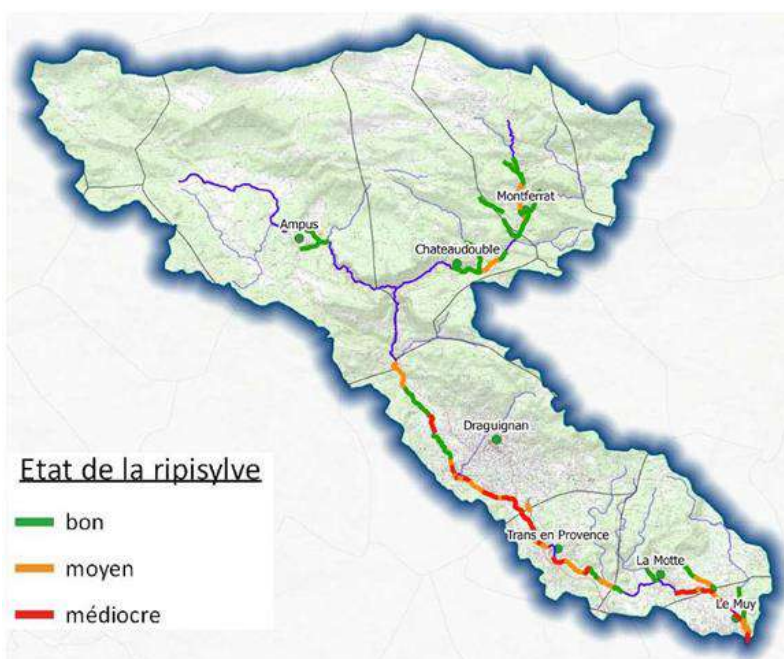 Montferrat
Ampus
Chateaudouble
Draguignan
Etat de la ripisylve
bon
moyen
médiocre
Trans en Provence
La Motte
Le Muy